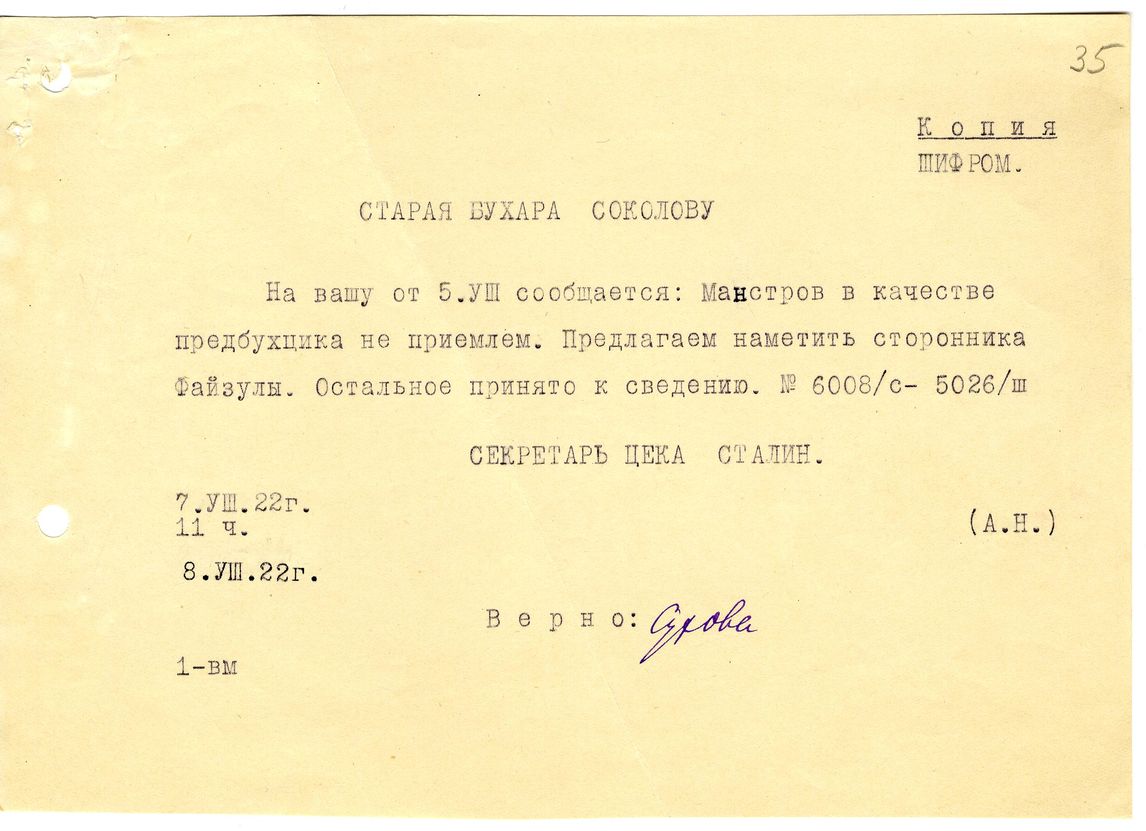 35
К о п и я
ШИФРОМ.
СТАРАЯ БУХАРА СОКОЛОВУ
На вашу от 5.УШ сообщается: Манстров в качестве
предбухцика не приемлем. Предлагаем наметить сторонника
Файзулы. Остальное принято к сведению. № 6008/с- 5026/ш
СЕКРЕТАРЬ ЦЕКА СТАЛИН.
7.УШ.22г.
11 ч.
(А.Н.)
8.УШ.22г.
В е р н о: Сухова
1-вм